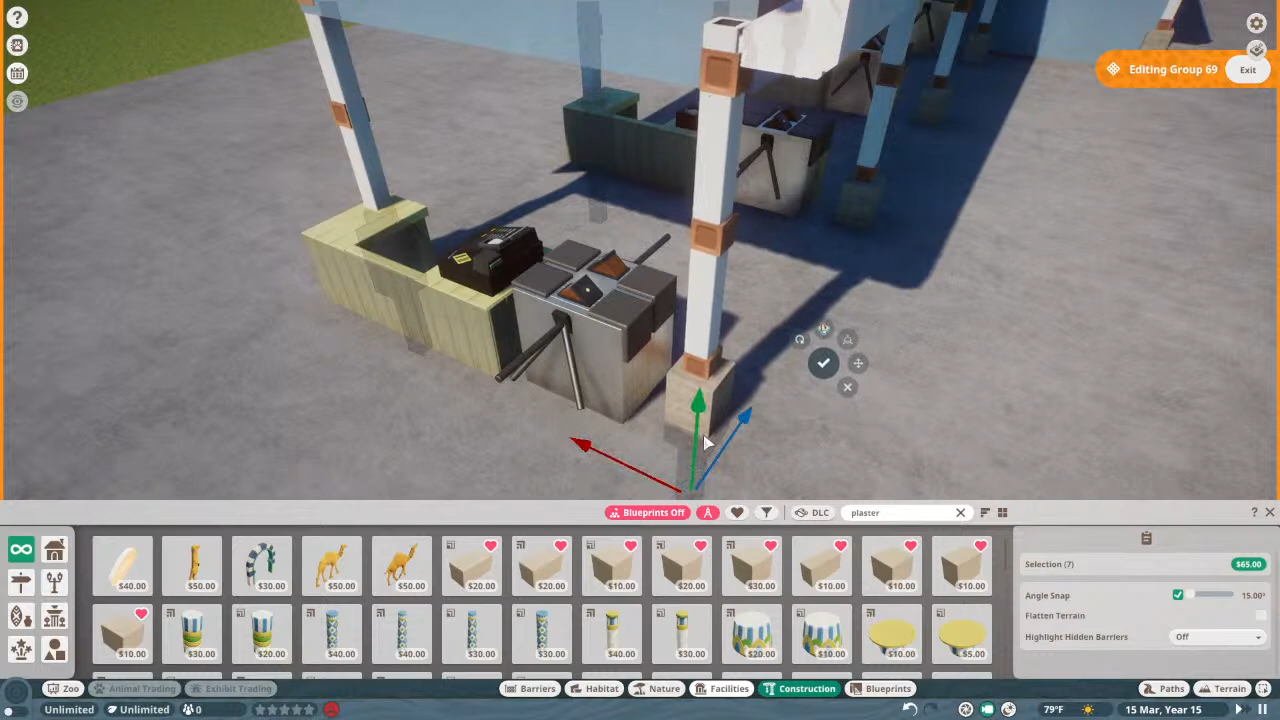 ?
Editing Group 69
Exit
Blueprints Off
DLC
plaster
?
$40.00
$50.00
$30.00
$50.00
$50.00
$20.00
$20.00
$10.00
$20.00
$30.00
$10.00
$10.00
$10.00
$10.00
$30.00
$20.00
$40.00
$40.00
$30.00
$30.00
$40.00
$30.00
$20.00
$10.00
$10.00
$5.00
Selection (7)
$65.00
Angle Snap
15.00°
Flatten Terrain
Highlight Hidden Barriers
Off
Zoo
Animal Trading
Exhibit Trading
Barriers
Habitat
Nature
Facilities
Construction
Blueprints
Paths
Terrain
Unlimited
Unlimited
0
79°F
15 Mar, Year 15